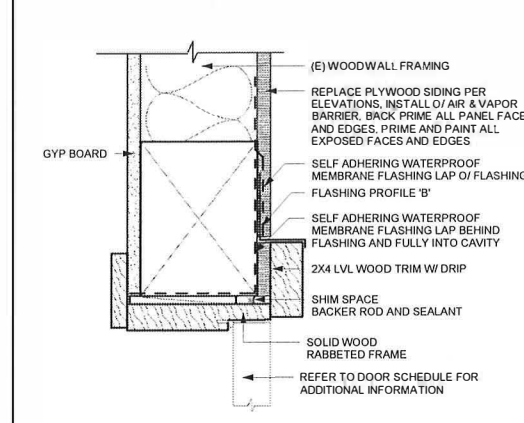 (E) WOOD WALL FRAMING
REPLACE PLYWOOD SIDING PER
ELEVATIONS, INSTALL O/ AIR & VAPOR
BARRIER, BACK PRIME ALL PANEL FACE
AND EDGES, PRIME AND PAINT ALL
EXPOSED FACES AND EDGES
GYP BOARD
SELF ADHERING WATERPROOF
MEMBRANE FLASHING LAP O/ FLASHING
FLASHING PROFILE 'B'
SELF ADHERING WATERPROOF
MEMBRANE FLASHING LAP BEHIND
FLASHING AND FULLY INTO CAVITY
2X4 LVL WOOD TRIM W/ DRIP
SHIM SPACE
BACKER ROD AND SEALANT
SOLID WOOD
RABBETED FRAME
REFER TO DOOR SCHEDULE FOR
ADDITIONAL INFORMATION